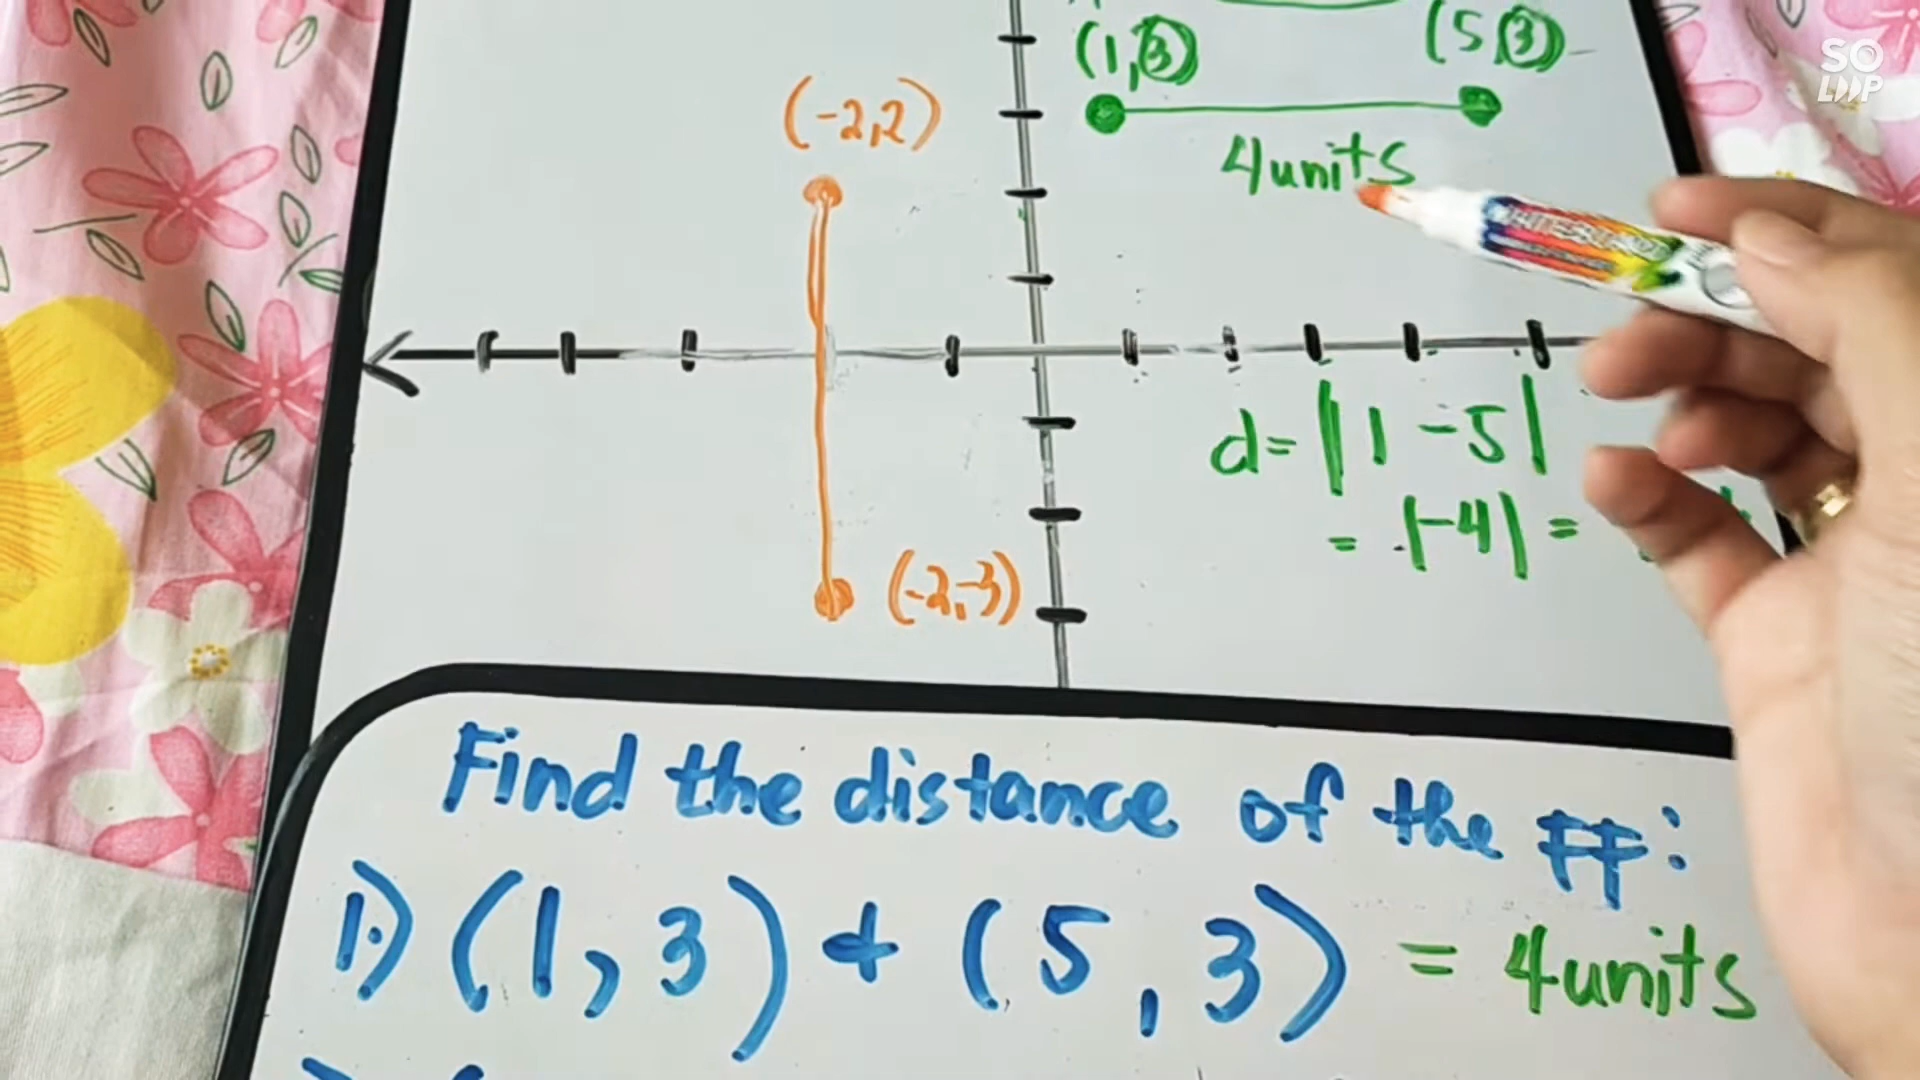 (1,3) (5,3)
(-2,2)
4units
d= |1 -5|
= |-4| =
(-2,-3)
Find the distance of the FF:
1.) (1, 3) + (5, 3) = 4units
SO
LP